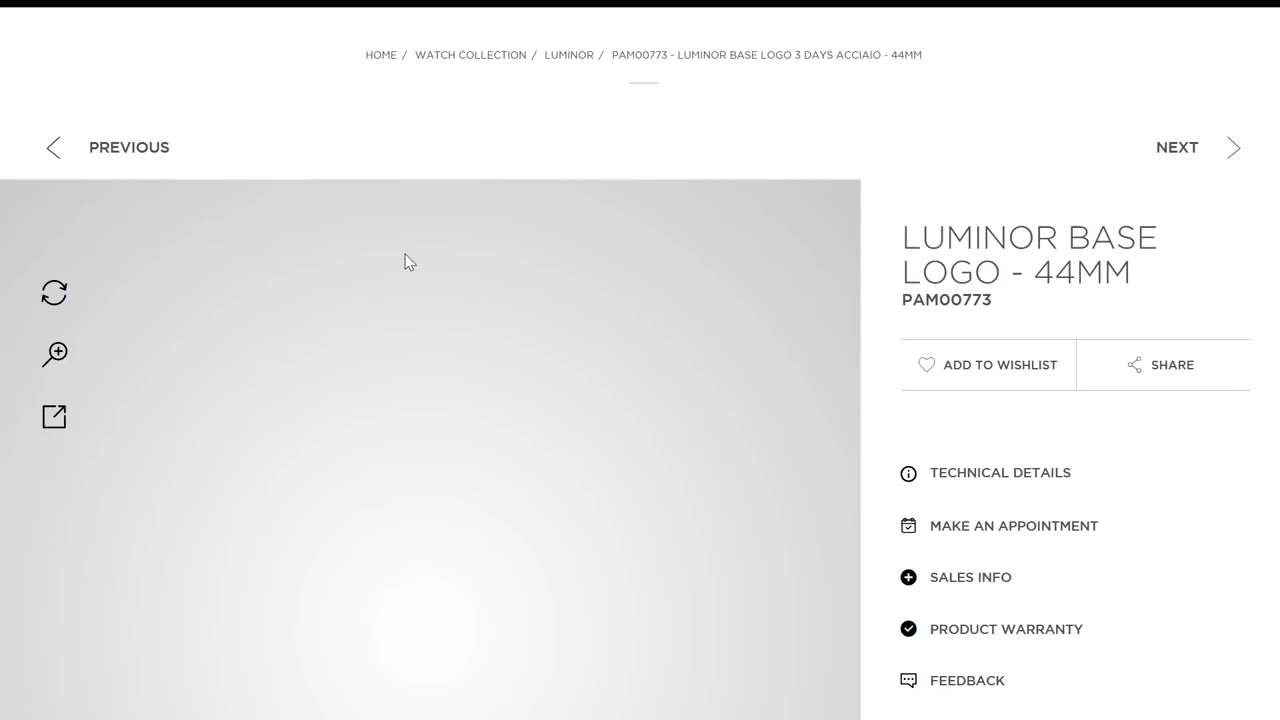 HOME / WATCH COLLECTION / LUMINOR / PAM00773 - LUMINOR BASE LOGO 3 DAYS ACCIAIO - 44MM
PREVIOUS
NEXT
LUMINOR BASE
LOGO - 44MM
PAM00773
ADD TO WISHLIST
SHARE
TECHNICAL DETAILS
MAKE AN APPOINTMENT
SALES INFO
PRODUCT WARRANTY
FEEDBACK